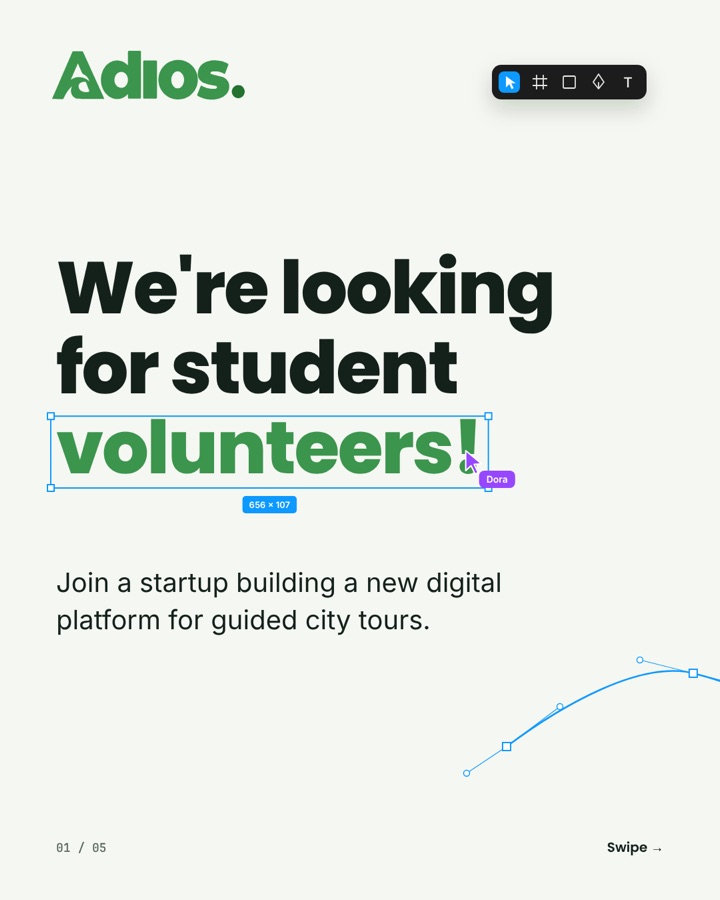 Adios.
T
We're looking
for student
volunteers!
Dora
656 × 107
Join a startup building a new digital
platform for guided city tours.
01 / 05
Swipe →